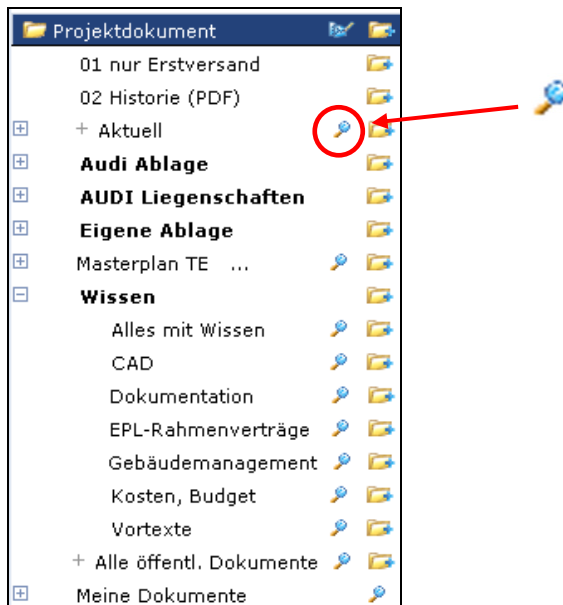 Projektdokument
01 nur Erstversand
02 Historie (PDF)
+ Aktuell
Audi Ablage
AUDI Liegenschaften
Eigene Ablage
Masterplan TE ...
Wissen
Alles mit Wissen
CAD
Dokumentation
EPL-Rahmenverträge
Gebäudemanagement
Kosten, Budget
Vortexte
+ Alle öffentl. Dokumente
Meine Dokumente